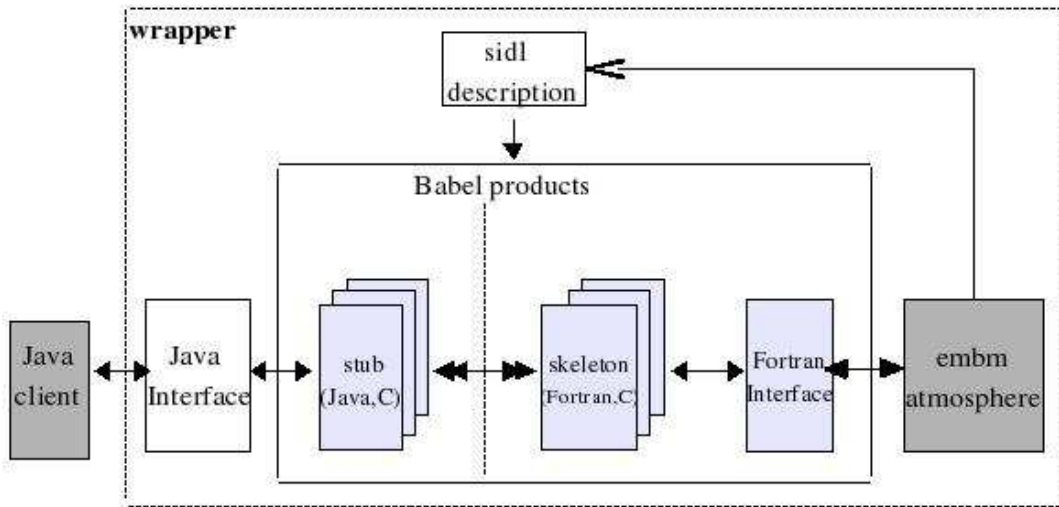 wrapper
sidl
description
Babel products
Java
client
Java
Interface
stub
(Java,C)
skeleton
(Fortran,C)
Fortran
Interface
embm
atmosphere